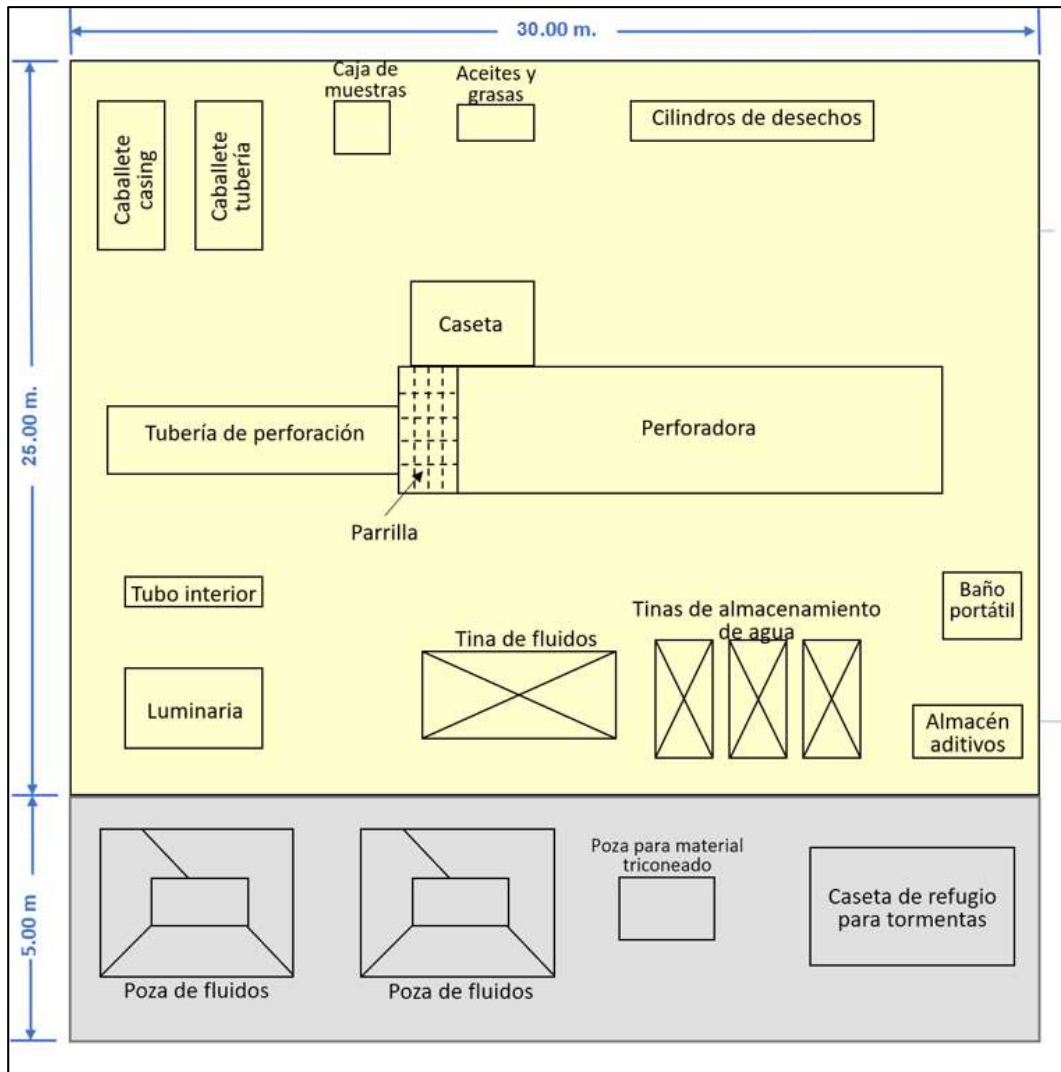 30.00 m.
Caja de
muestras
Aceites y
grasas
Cilindros de desechos
Caballete
casing
Caballete
tubería
25.00 m.
Caseta
Tubería de perforación
Perforadora
Parrilla
Tubo interior
Tina de fluidos
Tinas de almacenamiento
de agua
Baño
portátil
Luminaria
Almacén
aditivos
5.00 m
Poza para material
triconeado
Caseta de refugio
para tormentas
Poza de fluidos
Poza de fluidos